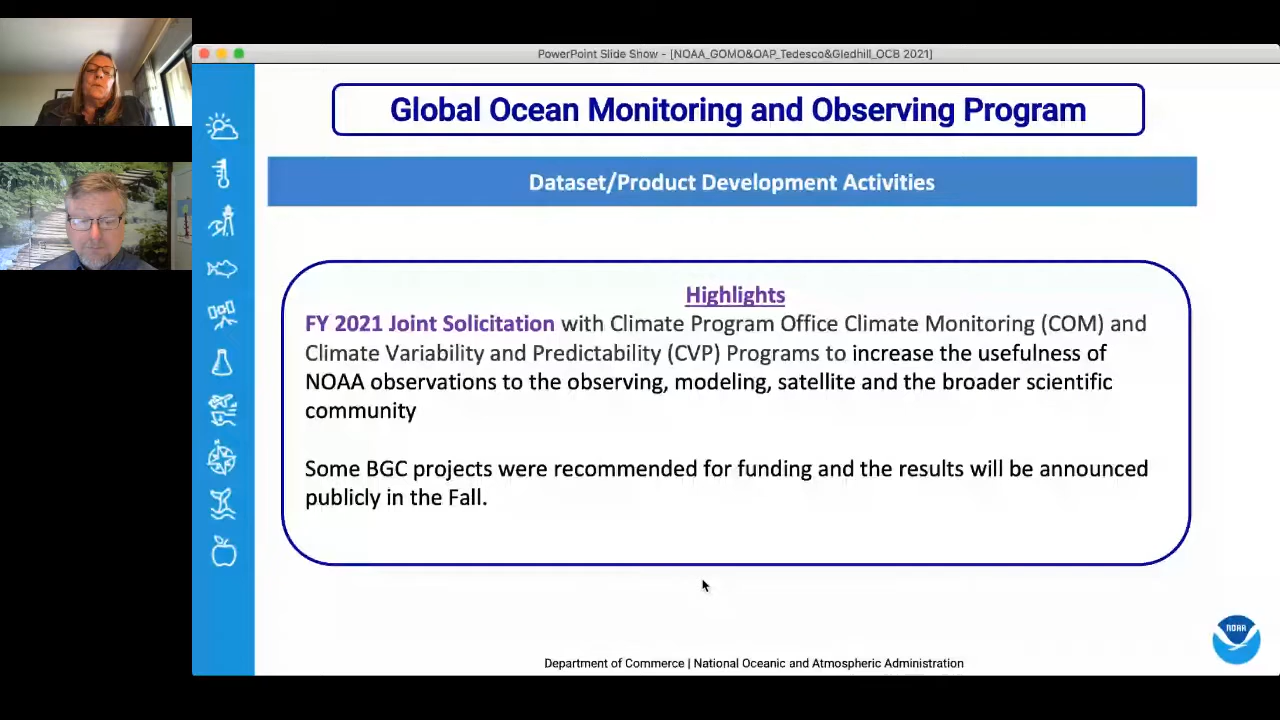 PowerPoint Slide Show - [NOAA_GOMO&OAP_Tedesco&Gledhill_OCB 2021]
Global Ocean Monitoring and Observing Program
Dataset/Product Development Activities
Highlights
FY 2021 Joint Solicitation with Climate Program Office Climate Monitoring (COM) and
Climate Variability and Predictability (CVP) Programs to increase the usefulness of
NOAA observations to the observing, modeling, satellite and the broader scientific
community
Some BGC projects were recommended for funding and the results will be announced
publicly in the Fall.
NOAA
Department of Commerce | National Oceanic and Atmospheric Administration